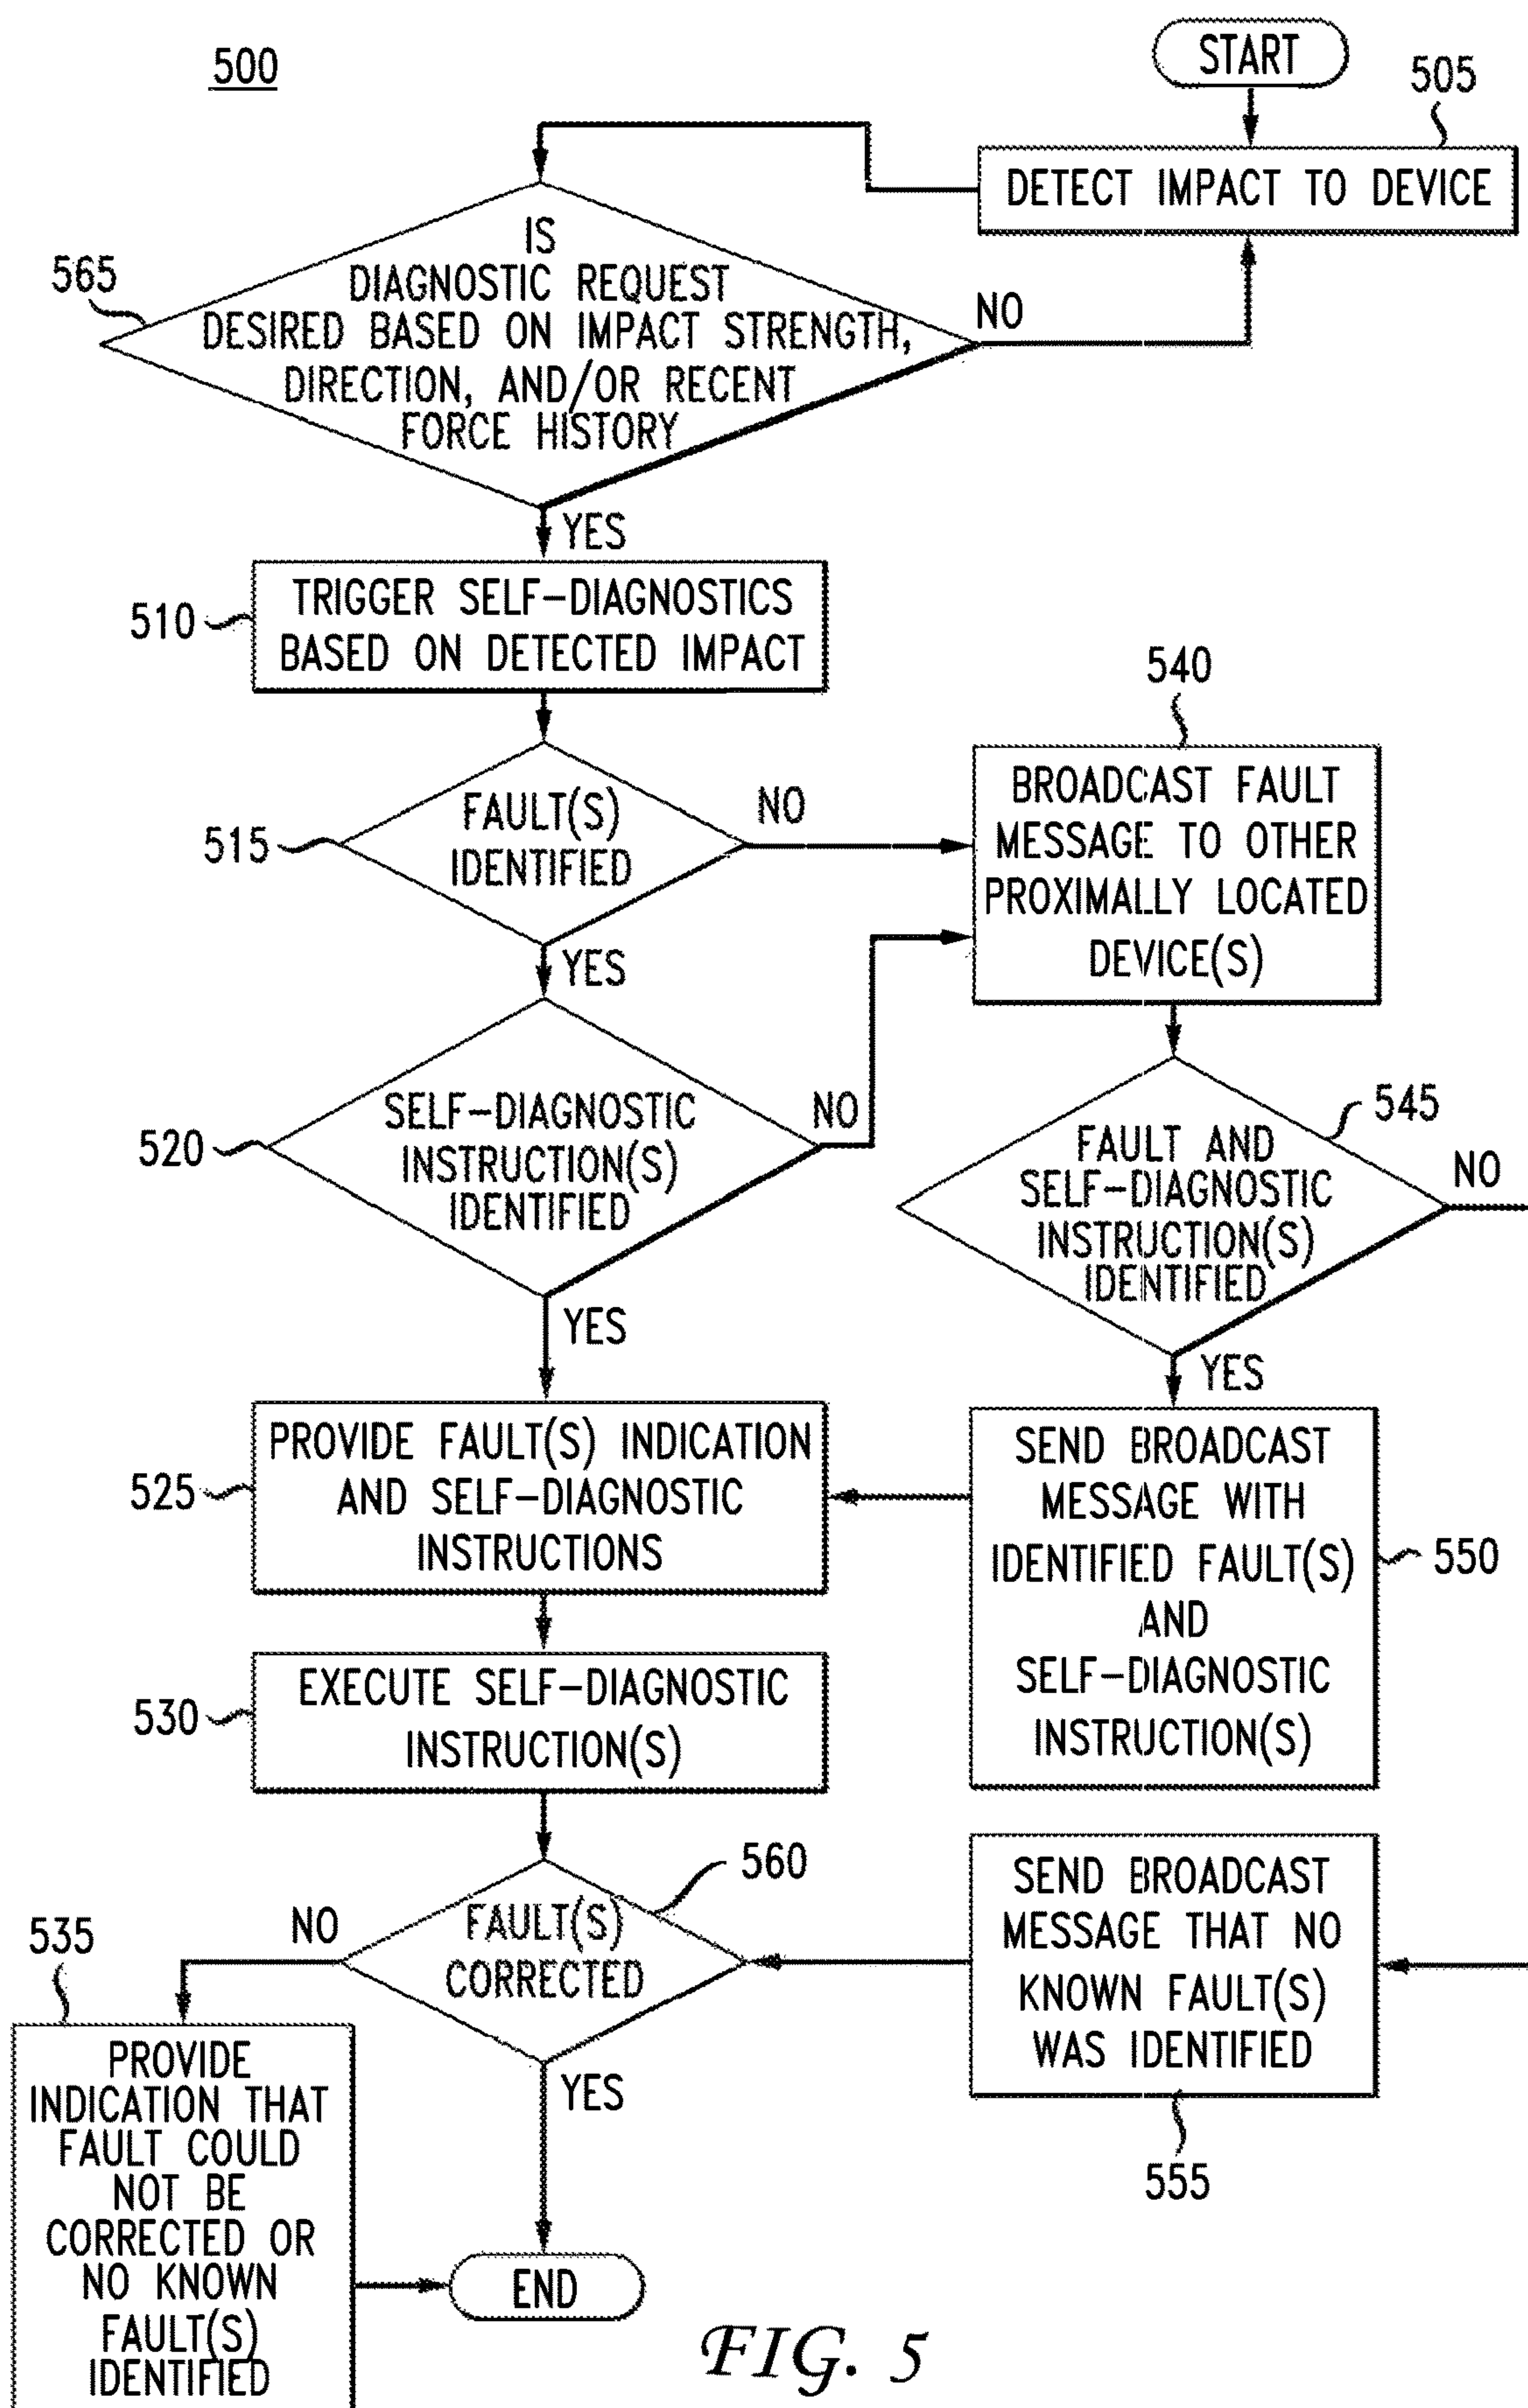 500
START
505
DETECT IMPACT TO DEVICE
565
IS
DIAGNOSTIC REQUEST
DESIRED BASED ON IMPACT STRENGTH,
DIRECTION, AND/OR RECENT
FORCE HISTORY
NO
YES
510
TRIGGER SELF-DIAGNOSTICS
BASED ON DETECTED IMPACT
515
FAULT(S)
IDENTIFIED
NO
YES
540
BROADCAST FAULT
MESSAGE TO OTHER
PROXIMALLY LOCATED
DEVICE(S)
520
SELF-DIAGNOSTIC
INSTRUCTION(S)
IDENTIFIED
NO
YES
545
FAULT AND
SELF-DIAGNOSTIC
INSTRUCTION(S)
IDENTIFIED
NO
YES
525
PROVIDE FAULT(S) INDICATION
AND SELF-DIAGNOSTIC
INSTRUCTIONS
SEND BROADCAST
MESSAGE WITH
IDENTIFIED FAULT(S)
AND
SELF-DIAGNOSTIC
INSTRUCTION(S)
550
530
EXECUTE SELF-DIAGNOSTIC
INSTRUCTION(S)
560
FAULT(S)
CORRECTED
NO
YES
SEND BROADCAST
MESSAGE THAT NO
KNOWN FAULT(S)
WAS IDENTIFIED
555
535
PROVIDE
INDICATION THAT
FAULT COULD
NOT BE
CORRECTED OR
NO KNOWN
FAULT(S)
IDENTIFIED
END
FIG. 5